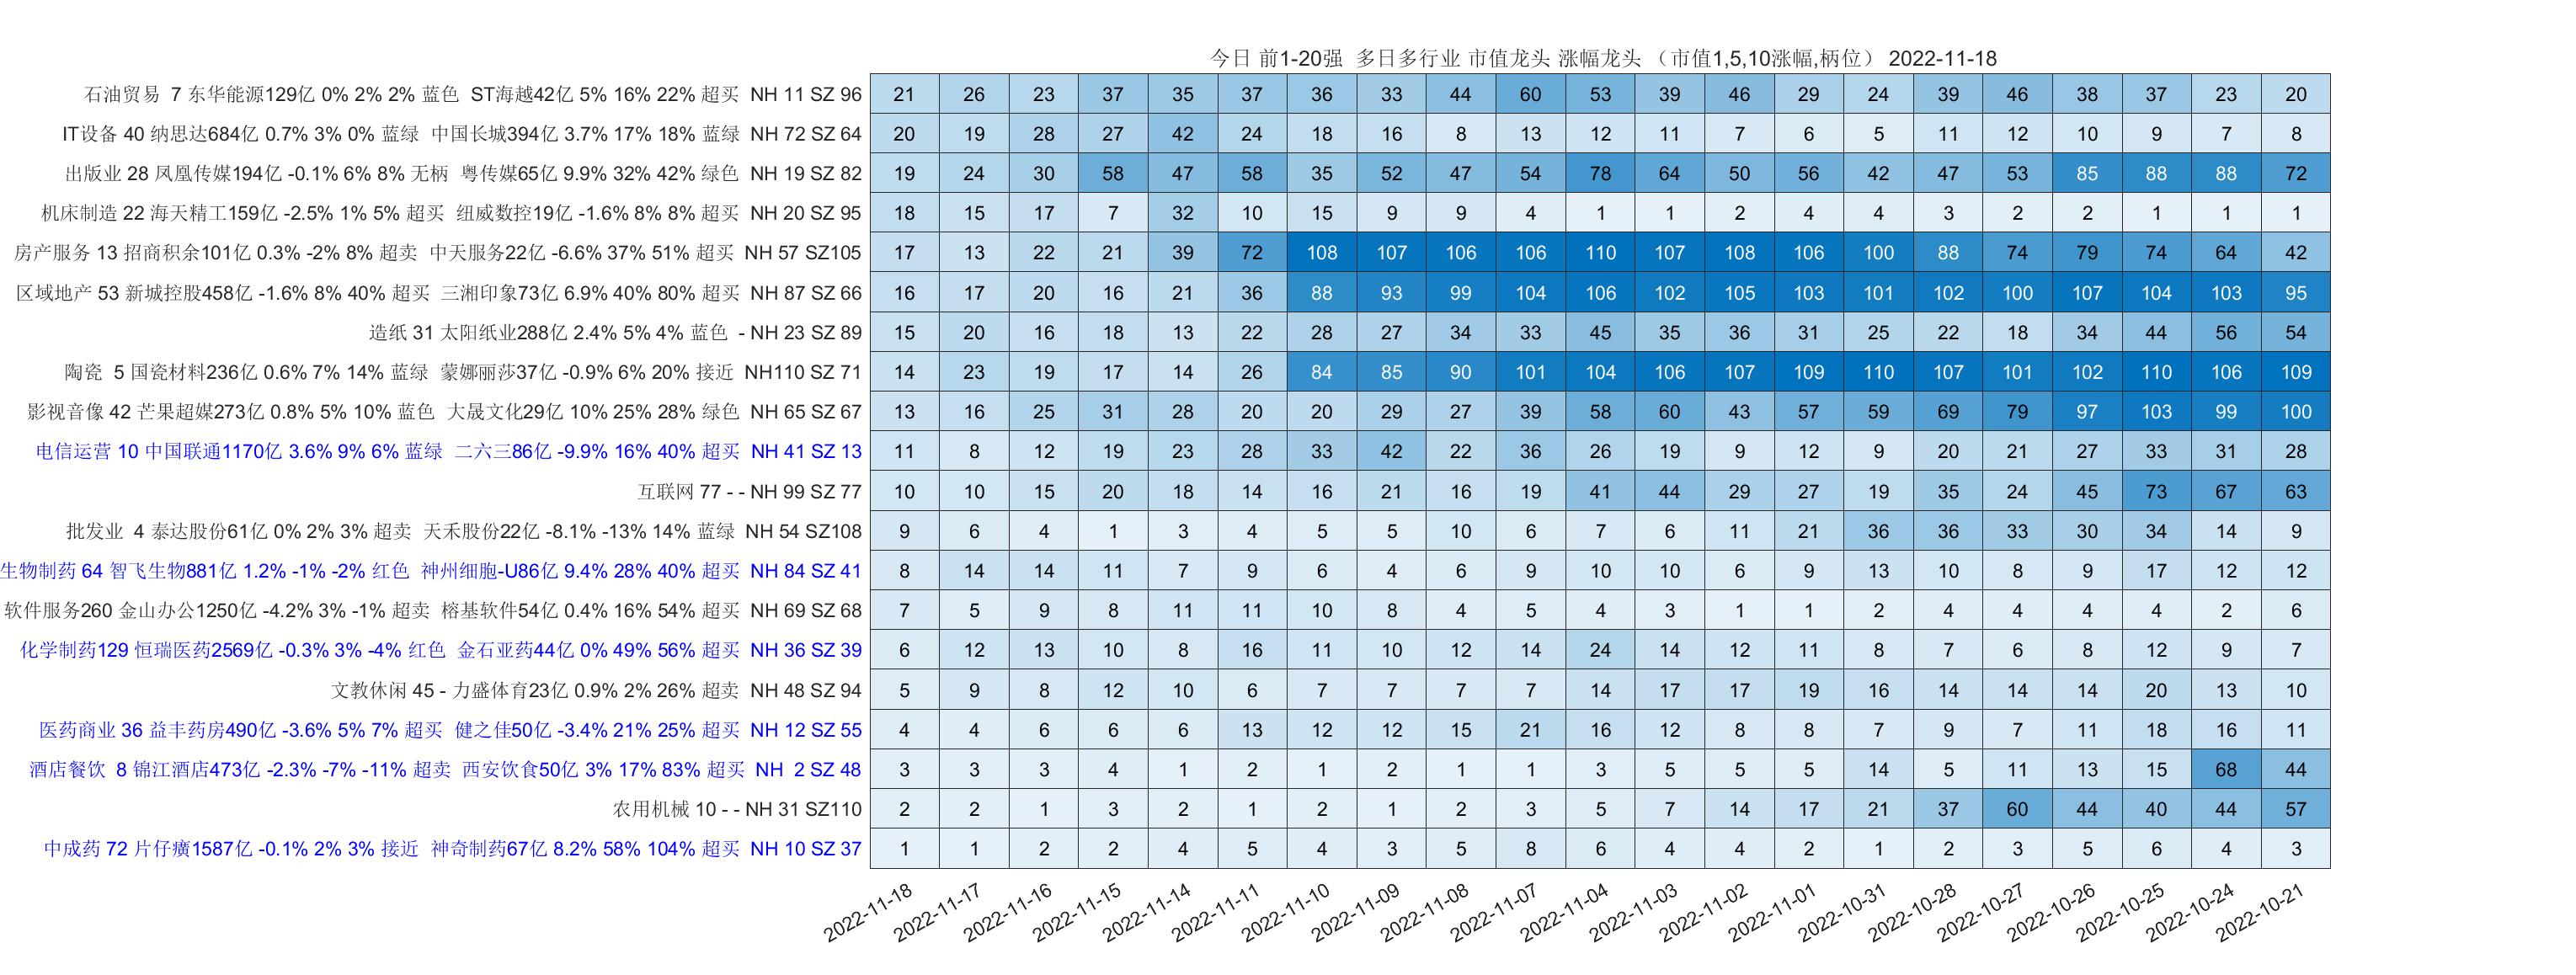 今日 前1-20强 多日多行业 市值龙头 涨幅龙头 （市值1,5,10涨幅,柄位） 2022-11-18
石油贸易 7 东华能源129亿 0% 2% 2% 蓝色 ST海越42亿 5% 16% 22% 超买 NH 11 SZ 96 21 26 23 37 35 37 36 33 44 60 53 39 46 29 24 39 46 38 37 23 20
IT设备 40 纳思达684亿 0.7% 3% 0% 蓝绿 中国长城394亿 3.7% 17% 18% 蓝绿 NH 72 SZ 64 20 19 28 27 42 24 18 16 8 13 12 11 7 6 5 11 12 10 9 7 8
出版业 28 凤凰传媒194亿 -0.1% 6% 8% 无柄 粤传媒65亿 9.9% 32% 42% 绿色 NH 19 SZ 82 19 24 30 58 47 58 35 52 47 54 78 64 50 56 42 47 53 85 88 88 72
机床制造 22 海天精工159亿 -2.5% 1% 5% 超买 纽威数控19亿 -1.6% 8% 8% 超买 NH 20 SZ 95 18 15 17 7 32 10 15 9 9 4 1 1 2 4 4 3 2 2 1 1 1
房产服务 13 招商积余101亿 0.3% -2% 8% 超卖 中天服务22亿 -6.6% 37% 51% 超买 NH 57 SZ105 17 13 22 21 39 72 108 107 106 106 110 107 108 106 100 88 74 79 74 64 42
区域地产 53 新城控股458亿 -1.6% 8% 40% 超买 三湘印象73亿 6.9% 40% 80% 超买 NH 87 SZ 66 16 17 20 16 21 36 88 93 99 104 106 102 105 103 101 102 100 107 104 103 95
造纸 31 太阳纸业288亿 2.4% 5% 4% 蓝色 - NH 23 SZ 89 15 20 16 18 13 22 28 27 34 33 45 35 36 31 25 22 18 34 44 56 54
陶瓷 5 国瓷材料236亿 0.6% 7% 14% 蓝绿 蒙娜丽莎37亿 -0.9% 6% 20% 接近 NH110 SZ 71 14 23 19 17 14 26 84 85 90 101 104 106 107 109 110 107 101 102 110 106 109
影视音像 42 芒果超媒273亿 0.8% 5% 10% 蓝色 大晟文化29亿 10% 25% 28% 绿色 NH 65 SZ 67 13 16 25 31 28 20 20 29 27 39 58 60 43 57 59 69 79 97 103 99 100
电信运营 10 中国联通1170亿 3.6% 9% 6% 蓝绿 二六三86亿 -9.9% 16% 40% 超买 NH 41 SZ 13 11 8 12 19 23 28 33 42 22 36 26 19 9 12 9 20 21 27 33 31 28
互联网 77 - - NH 99 SZ 77 10 10 15 20 18 14 16 21 16 19 41 44 29 27 19 35 24 45 73 67 63
批发业 4 泰达股份61亿 0% 2% 3% 超卖 天禾股份22亿 -8.1% -13% 14% 蓝绿 NH 54 SZ108 9 6 4 1 3 4 5 5 10 6 7 6 11 21 36 36 33 30 34 14 9
生物制药 64 智飞生物881亿 1.2% -1% -2% 红色 神州细胞-U86亿 9.4% 28% 40% 超买 NH 84 SZ 41 8 14 14 11 7 9 6 4 6 9 10 10 6 9 13 10 8 9 17 12 12
软件服务260 金山办公1250亿 -4.2% 3% -1% 超卖 榕基软件54亿 0.4% 16% 54% 超买 NH 69 SZ 68 7 5 9 8 11 11 10 8 4 5 4 3 1 1 2 4 4 4 4 2 6
化学制药129 恒瑞医药2569亿 -0.3% 3% -4% 红色 金石亚药44亿 0% 49% 56% 超买 NH 36 SZ 39 6 12 13 10 8 16 11 10 12 14 24 14 12 11 8 7 6 8 12 9 7
文教休闲 45 - 力盛体育23亿 0.9% 2% 26% 超卖 NH 48 SZ 94 5 9 8 12 10 6 7 7 7 7 14 17 17 19 16 14 14 14 20 13 10
医药商业 36 益丰药房490亿 -3.6% 5% 7% 超买 健之佳50亿 -3.4% 21% 25% 超买 NH 12 SZ 55 4 4 6 6 6 13 12 12 15 21 16 12 8 8 7 9 7 11 18 16 11
酒店餐饮 8 锦江酒店473亿 -2.3% -7% -11% 超卖 西安饮食50亿 3% 17% 83% 超买 NH 2 SZ 48 3 3 3 4 1 2 1 2 1 1 3 5 5 5 14 5 11 13 15 68 44
农用机械 10 - - NH 31 SZ110 2 2 1 3 2 1 2 1 2 3 5 7 14 17 21 37 60 44 40 44 57
中成药 72 片仔癀1587亿 -0.1% 2% 3% 接近 神奇制药67亿 8.2% 58% 104% 超买 NH 10 SZ 37 1 1 2 2 4 5 4 3 5 8 6 4 4 2 1 2 3 5 6 4 3
2022-11-18 2022-11-17 2022-11-16 2022-11-15 2022-11-14 2022-11-11 2022-11-10 2022-11-09 2022-11-08 2022-11-07 2022-11-04 2022-11-03 2022-11-02 2022-11-01 2022-10-31 2022-10-28 2022-10-27 2022-10-26 2022-10-25 2022-10-24 2022-10-21